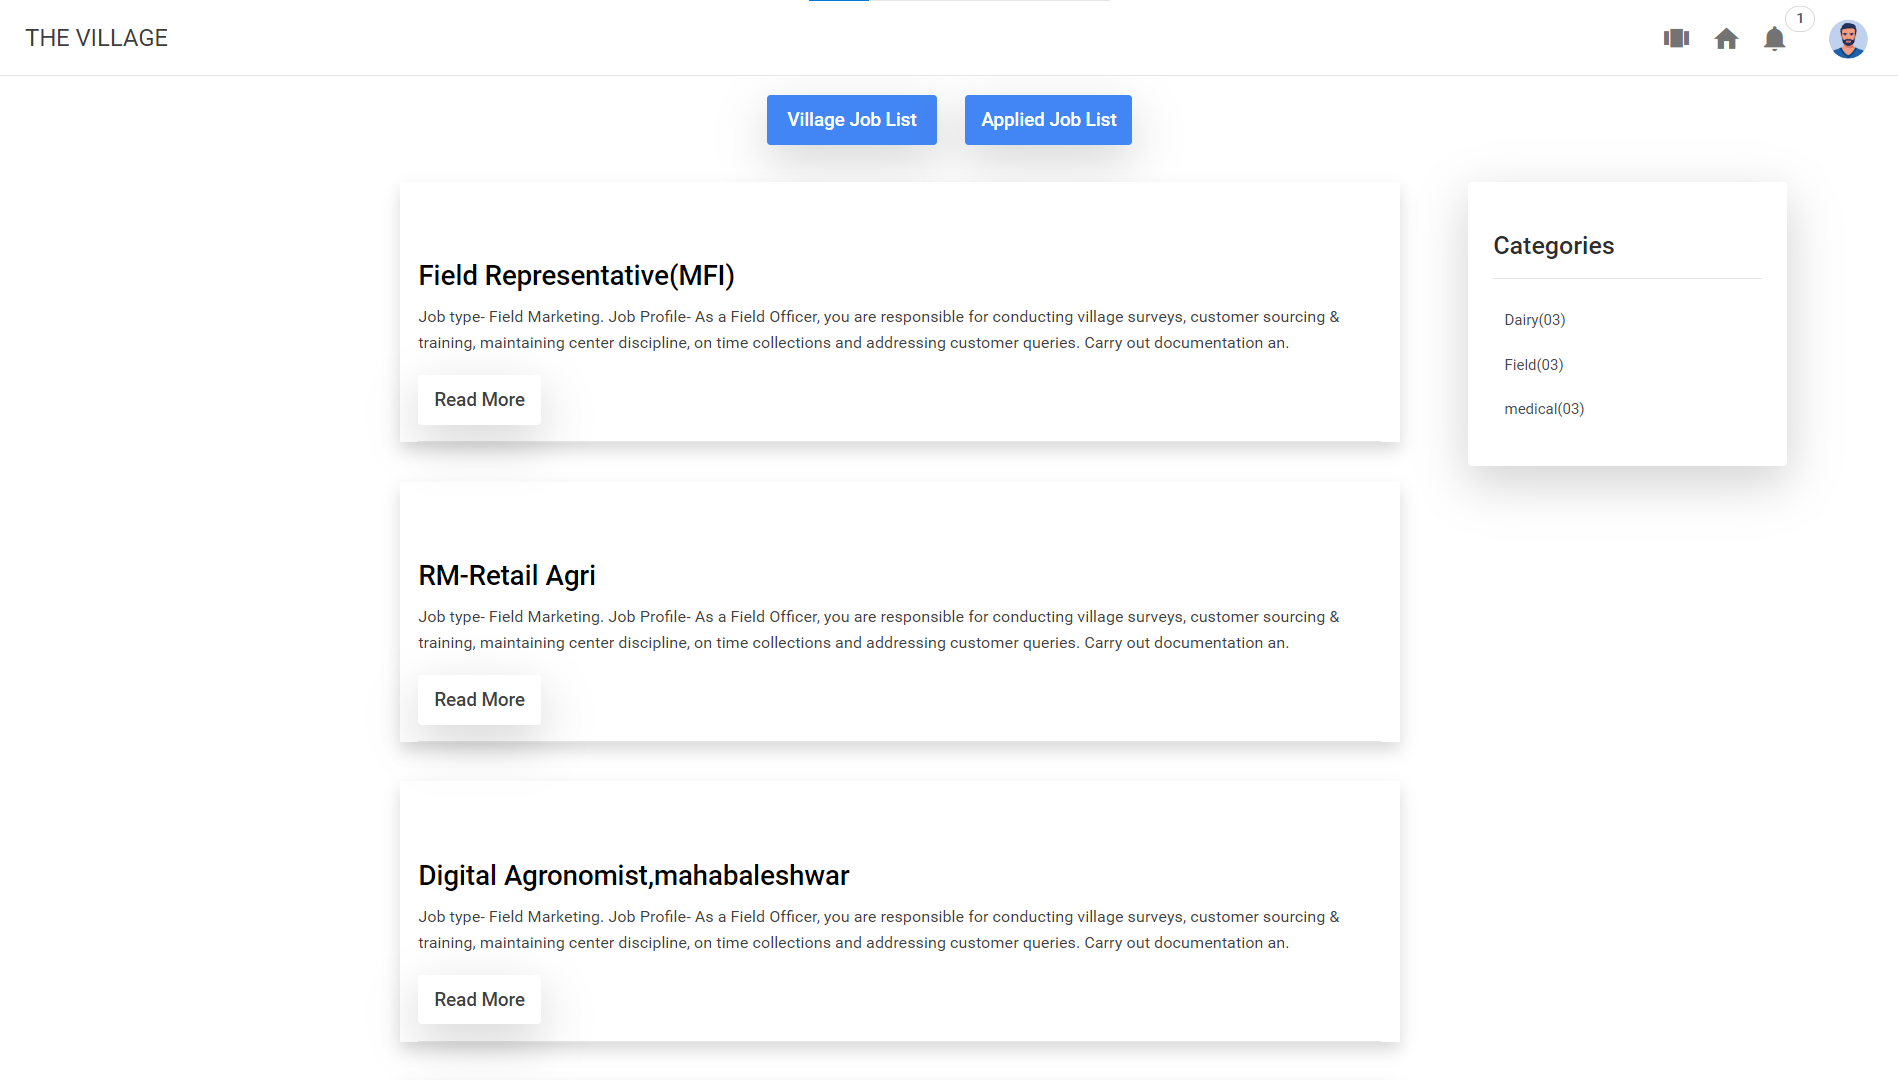 THE VILLAGE
1
Village Job List
Applied Job List
Field Representative(MFI)
Job type- Field Marketing. Job Profile- As a Field Officer, you are responsible for conducting village surveys, customer sourcing &
training, maintaining center discipline, on time collections and addressing customer queries. Carry out documentation an.
Read More
RM-Retail Agri
Job type- Field Marketing. Job Profile- As a Field Officer, you are responsible for conducting village surveys, customer sourcing &
training, maintaining center discipline, on time collections and addressing customer queries. Carry out documentation an.
Read More
Digital Agronomist,mahabaleshwar
Job type- Field Marketing. Job Profile- As a Field Officer, you are responsible for conducting village surveys, customer sourcing &
training, maintaining center discipline, on time collections and addressing customer queries. Carry out documentation an.
Read More
Categories
Dairy(03)
Field(03)
medical(03)